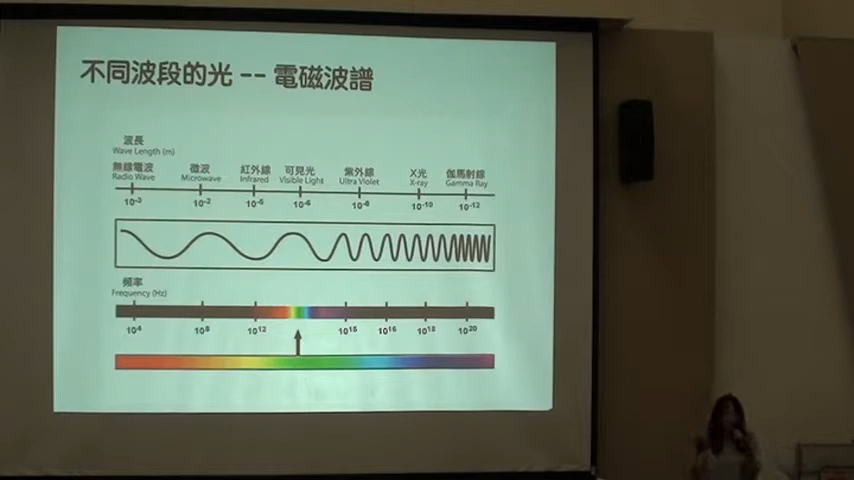 不同波段的光 -- 電磁波譜
波長
Wave Length (m)
無線電波 微波 紅外線 可見光 紫外線 X光 伽馬射線
Radio Wave Microwave Infrared Visible Light Ultra Violet X-ray Gamma Ray
10⁻³ 10⁻² 10⁻⁵ 10⁻⁶ 10⁻⁸ 10⁻¹⁰ 10⁻¹²
頻率
Frequency (Hz)
10⁻⁶ 10⁸ 10¹² 10¹⁵ 10¹⁶ 10¹⁸ 10²⁰